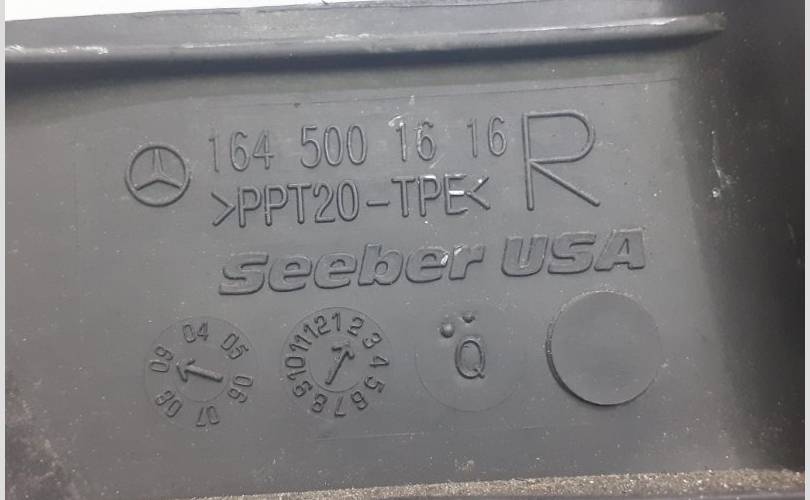 164 500 16 16 R
>PPT20-TPE<
Seeber USA
04 05 06 07 08 09
1 2 3 4 5 6 7 8 9 10 11 12
Q